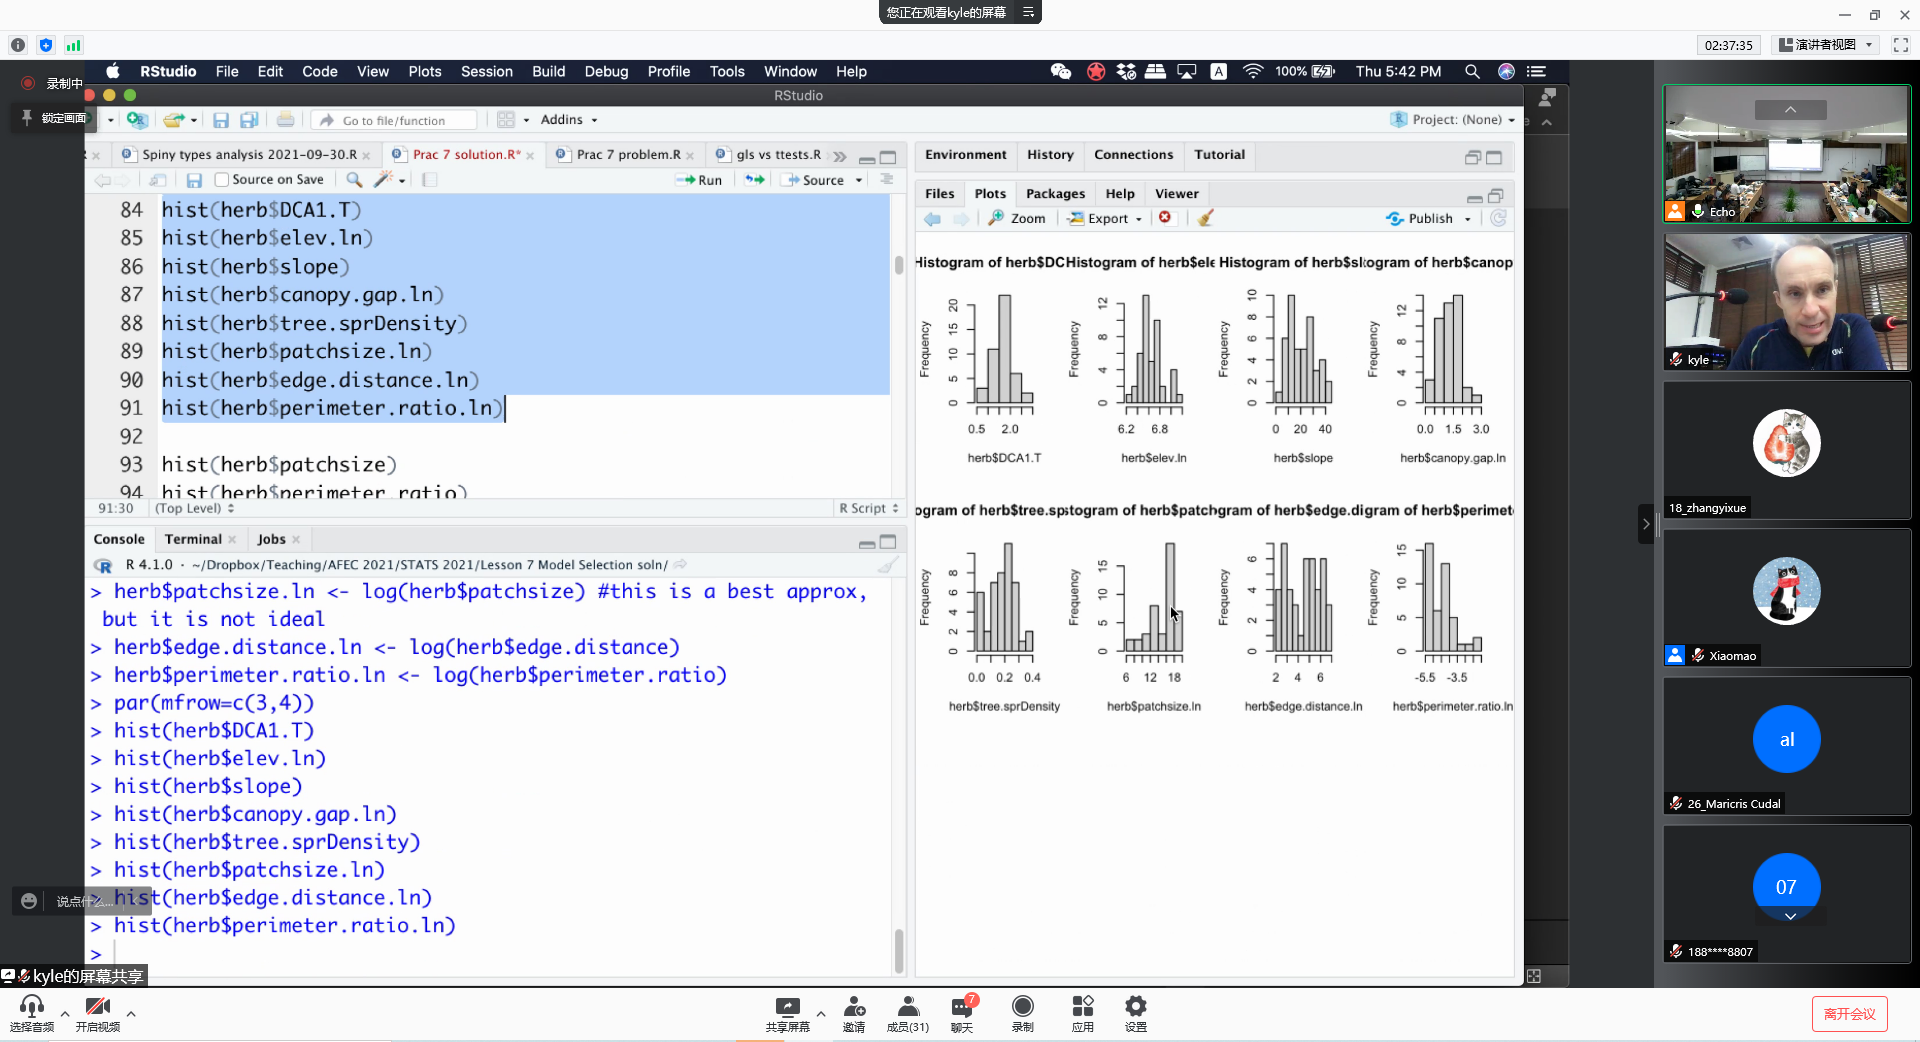 您正在观看kyle的屏幕
02:37:35
演讲者视图
录制中
锁定画面
RStudio File Edit Code View Plots Session Build Debug Profile Tools Window Help
100% Thu 5:42 PM
RStudio
Go to file/function
Addins
Project: (None)
Spiny types analysis 2021-09-30.R
Prac 7 solution.R*
Prac 7 problem.R
gls vs ttests.R
Source on Save
Run
Source
84 hist(herb$DCA1.T)
85 hist(herb$elev.ln)
86 hist(herb$slope)
87 hist(herb$canopy.gap.ln)
88 hist(herb$tree.sprDensity)
89 hist(herb$patchsize.ln)
90 hist(herb$edge.distance.ln)
91 hist(herb$perimeter.ratio.ln)
92
93 hist(herb$patchsize)
94 hist(herb$perimeter.ratio)
91:30 (Top Level) R Script
Console Terminal Jobs
R 4.1.0 · ~/Dropbox/Teaching/AFEC 2021/STATS 2021/Lesson 7 Model Selection soln/
> herb$patchsize.ln <- log(herb$patchsize) #this is a best approx,
but it is not ideal
> herb$edge.distance.ln <- log(herb$edge.distance)
> herb$perimeter.ratio.ln <- log(herb$perimeter.ratio)
> par(mfrow=c(3,4))
> hist(herb$DCA1.T)
> hist(herb$elev.ln)
> hist(herb$slope)
> hist(herb$canopy.gap.ln)
> hist(herb$tree.sprDensity)
> hist(herb$patchsize.ln)
> hist(herb$edge.distance.ln)
> hist(herb$perimeter.ratio.ln)
>
说点什么...
kyle的屏幕共享
Environment History Connections Tutorial
Files Plots Packages Help Viewer
Zoom Export Publish
Histogram of herb$DC
Histogram of herb$ele
Histogram of herb$sl
ogram of herb$canop
Frequency
0 5 10 15 20
0.5 2.0
herb$DCA1.T
Frequency
0 4 8 12
6.2 6.8
herb$elev.ln
Frequency
0 2 4 6 8 10
0 20 40
herb$slope
Frequency
0 4 8 12
0.0 1.5 3.0
herb$canopy.gap.ln
ogram of herb$tree.sp
stogram of herb$patch
gram of herb$edge.di
gram of herb$perimet
Frequency
0 2 4 6 8
0.0 0.2 0.4
herb$tree.sprDensity
Frequency
0 5 10 15
6 12 18
herb$patchsize.ln
Frequency
0 2 4 6
2 4 6
herb$edge.distance.ln
Frequency
0 5 10 15
-5.5 -3.5
herb$perimeter.ratio.ln
Echo
kyle
18_zhangyixue
Xiaomao
al
26_Maricris Cudal
07
188****8807
选择音频
开启视频
共享屏幕
邀请
成员(31)
7
聊天
录制
应用
设置
离开会议